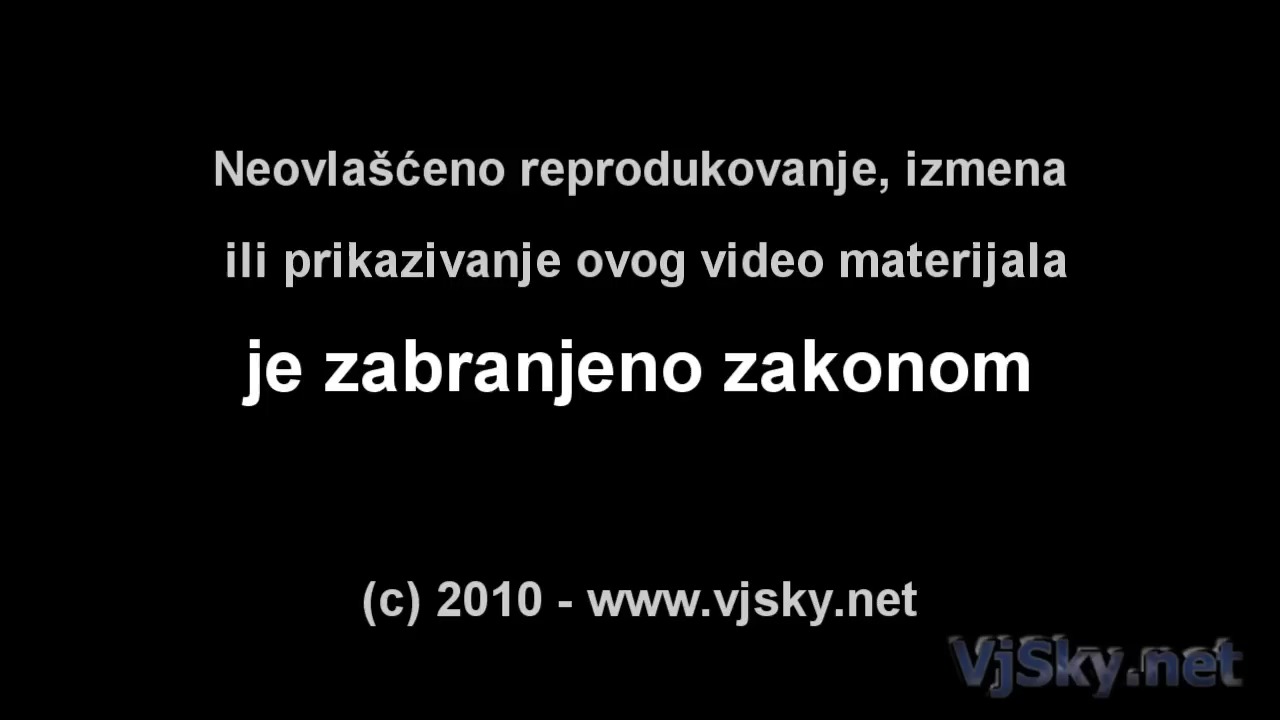 Neovlašćeno reprodukovanje, izmena
ili prikazivanje ovog video materijala
je zabranjeno zakonom
(c) 2010 - www.vjsky.net
VjSky.net